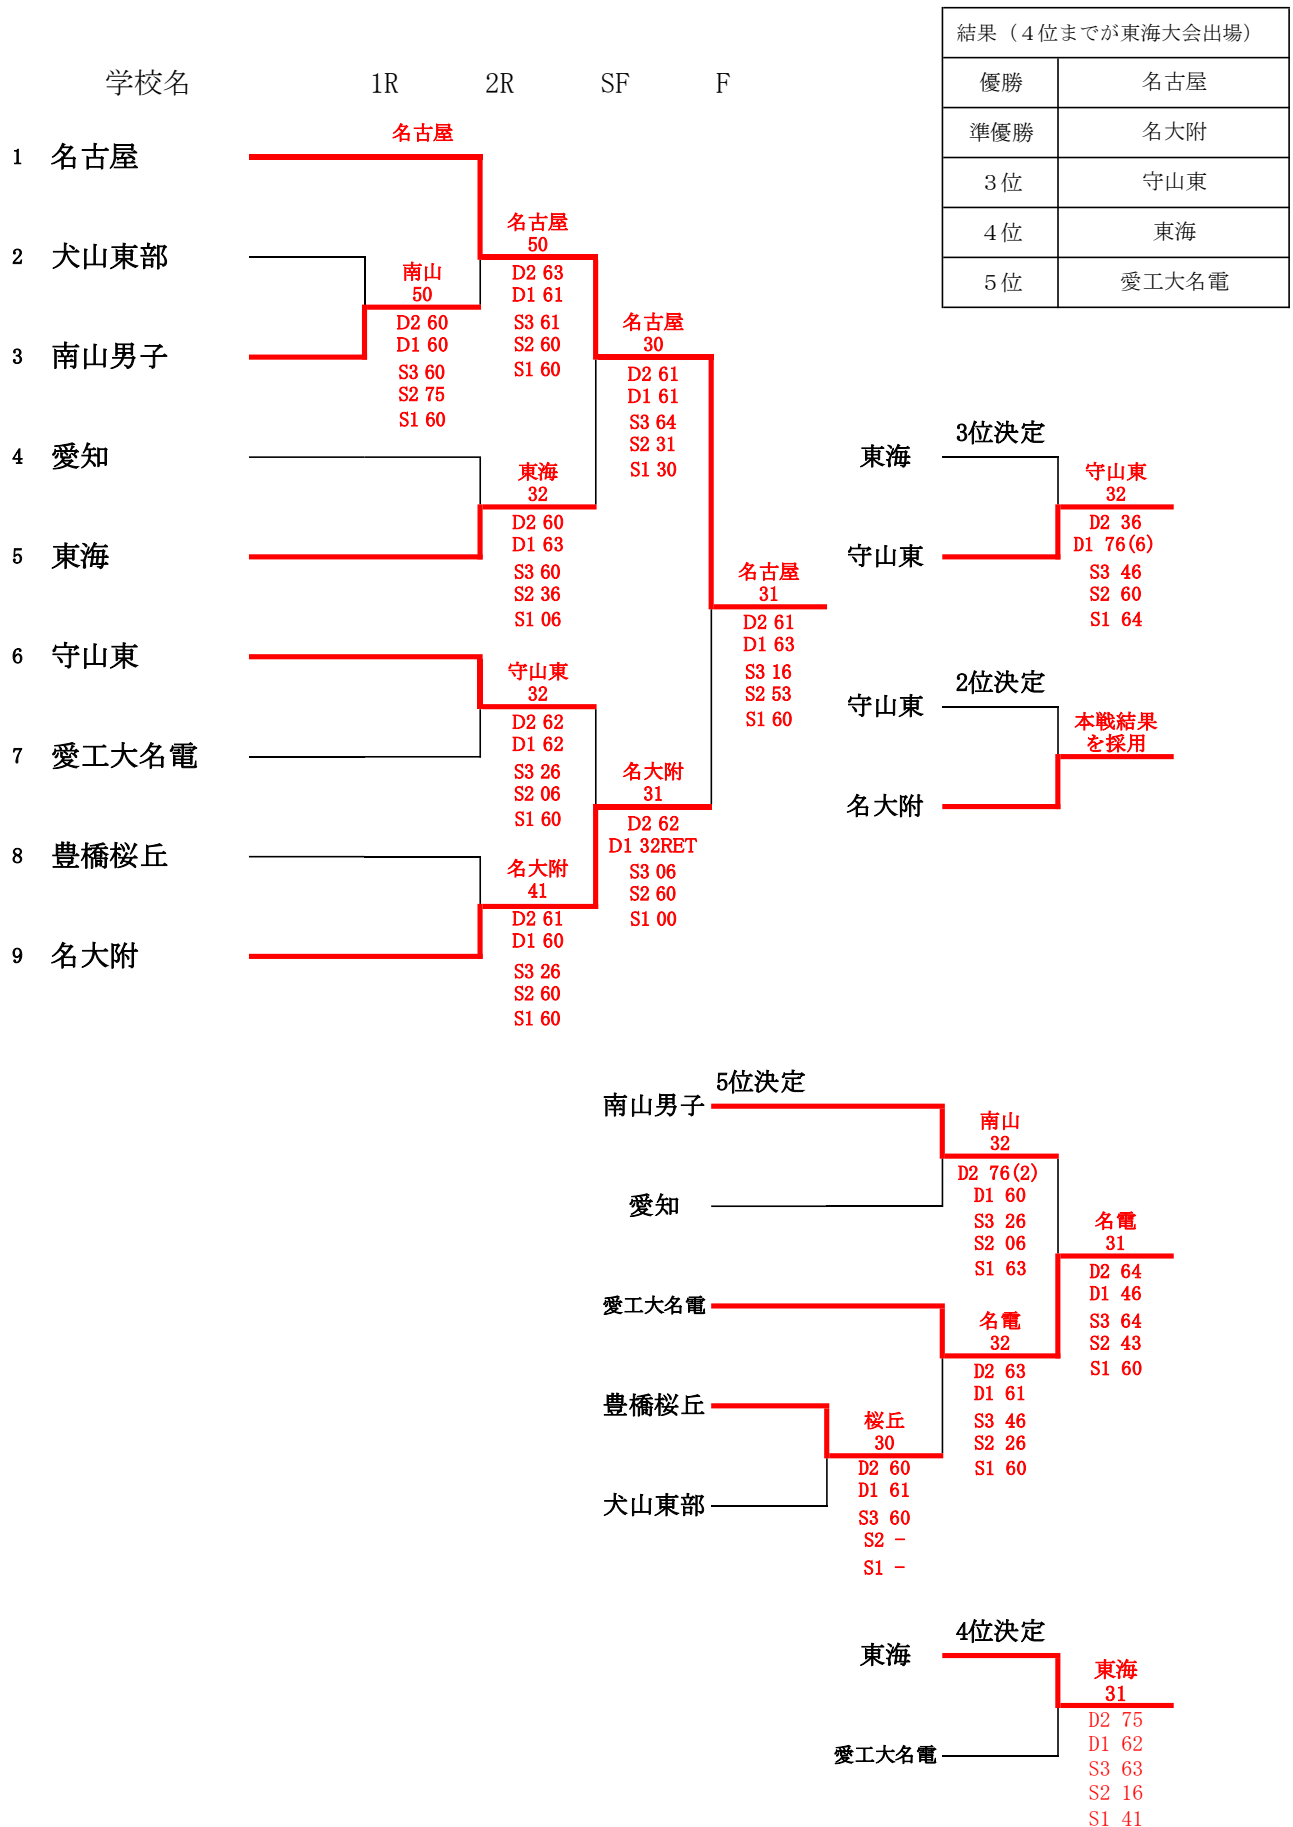 結果（４位までが東海大会出場）
優勝 名古屋
準優勝 名大附
３位 守山東
４位 東海
５位 愛工大名電
学校名 1R 2R SF F
1 名古屋
2 犬山東部
3 南山男子
4 愛知
5 東海
6 守山東
7 愛工大名電
8 豊橋桜丘
9 名大附
名古屋
南山
50
D2 60
D1 60
S3 60
S2 75
S1 60
名古屋
50
D2 63
D1 61
S3 61
S2 60
S1 60
東海
32
D2 60
D1 63
S3 60
S2 36
S1 06
守山東
32
D2 62
D1 62
S3 26
S2 06
S1 60
名大附
41
D2 61
D1 60
S3 26
S2 60
S1 60
名古屋
30
D2 61
D1 61
S3 64
S2 31
S1 30
名大附
31
D2 62
D1 32RET
S3 06
S2 60
S1 00
名古屋
31
D2 61
D1 63
S3 16
S2 53
S1 60
3位決定
東海
守山東
守山東
32
D2 36
D1 76(6)
S3 46
S2 60
S1 64
2位決定
守山東
名大附
本戦結果
を採用
5位決定
南山男子
愛知
愛工大名電
豊橋桜丘
犬山東部
南山
32
D2 76(2)
D1 60
S3 26
S2 06
S1 63
桜丘
30
D2 60
D1 61
S3 60
S2 -
S1 -
名電
32
D2 63
D1 61
S3 46
S2 26
S1 60
名電
31
D2 64
D1 46
S3 64
S2 43
S1 60
4位決定
東海
愛工大名電
東海
31
D2 75
D1 62
S3 63
S2 16
S1 41